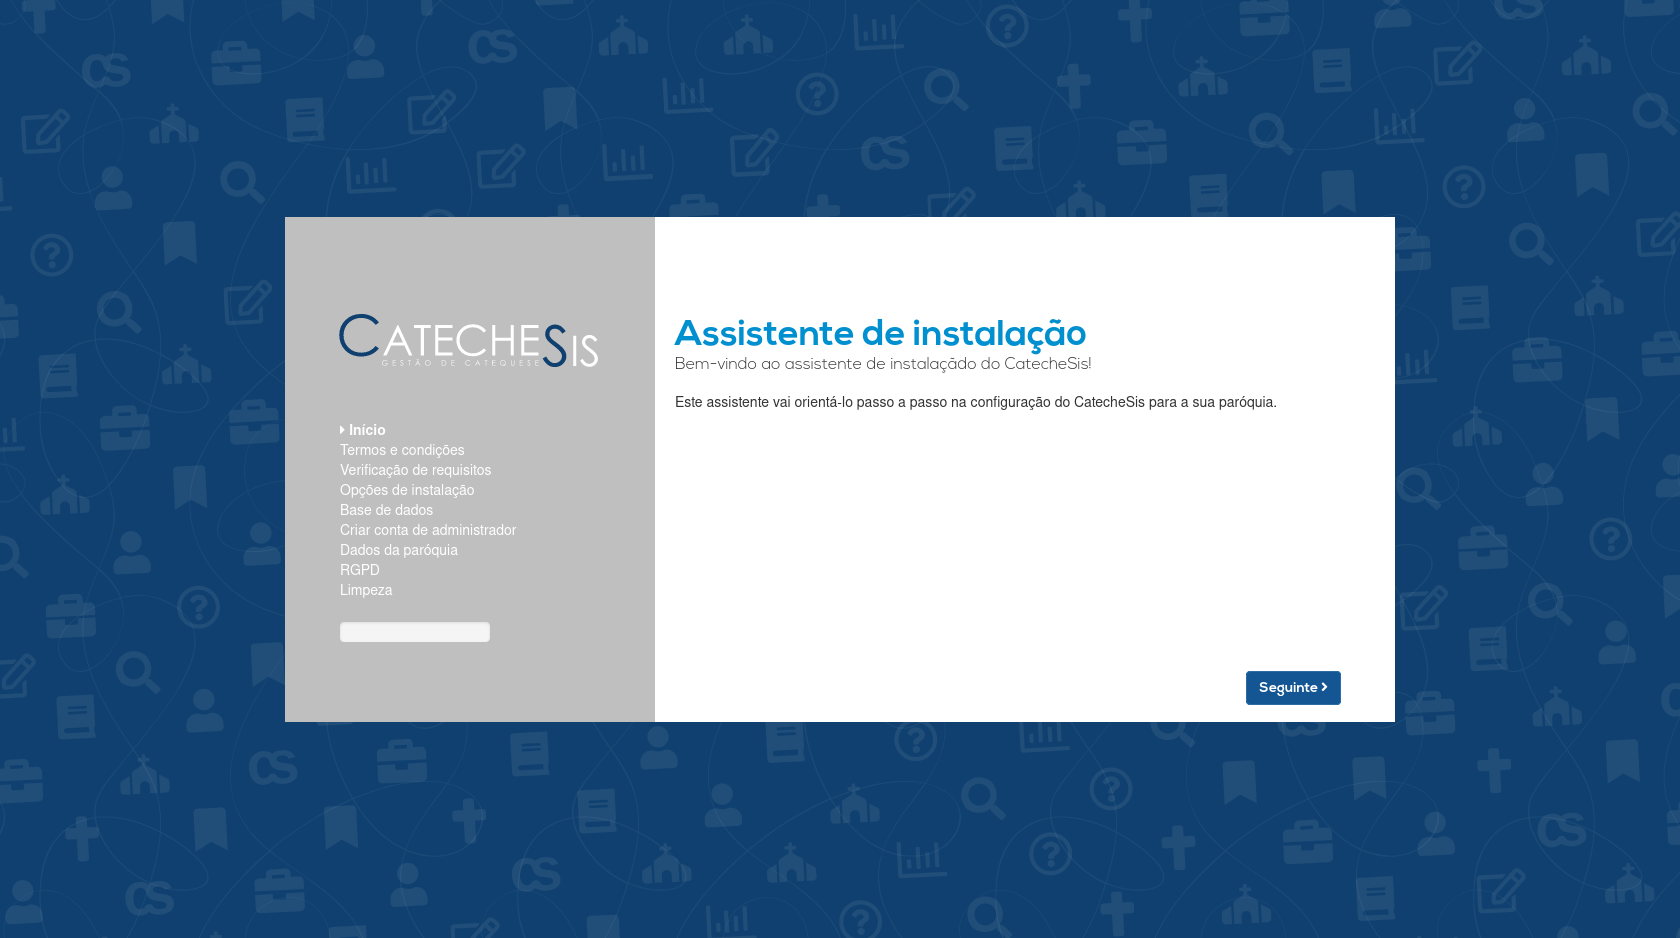 CATECHESIS
GESTÃO DE CATEQUESE
Início
Termos e condições
Verificação de requisitos
Opções de instalação
Base de dados
Criar conta de administrador
Dados da paróquia
RGPD
Limpeza
Assistente de instalação
Bem-vindo ao assistente de instalaçãdo do CatecheSis!
Este assistente vai orientá-lo passo a passo na configuração do CatecheSis para a sua paróquia.
Seguinte